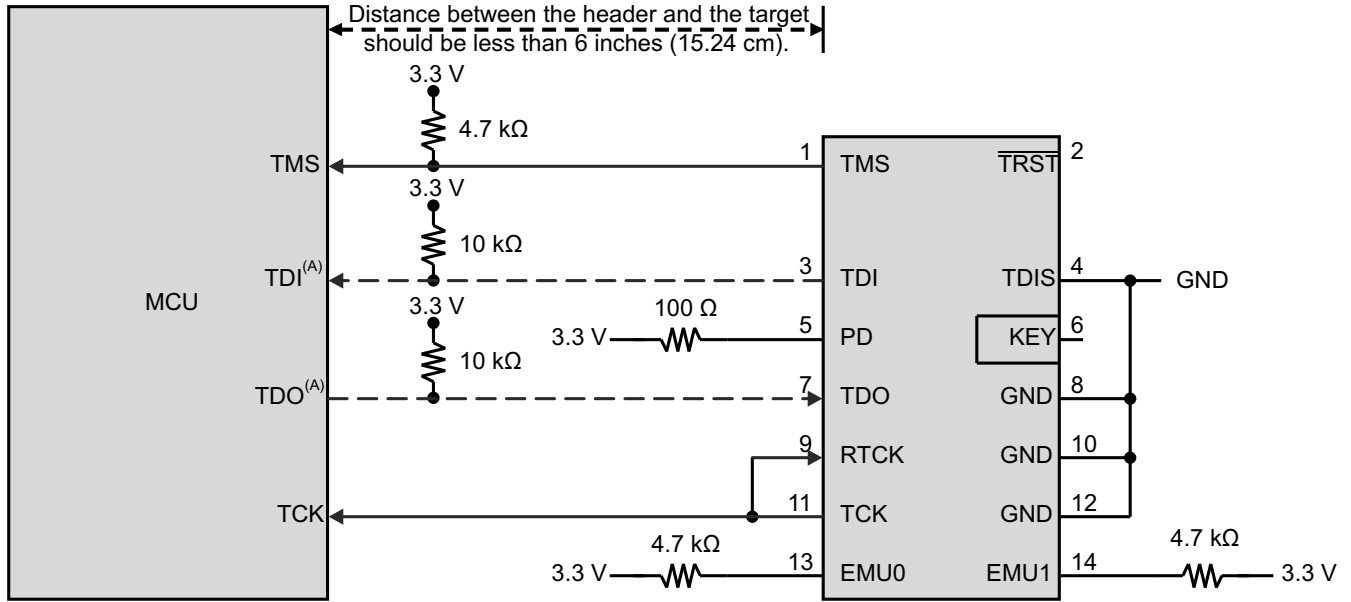 Distance between the header and the target
should be less than 6 inches (15.24 cm).
3.3 V
4.7 kΩ
TMS
1
TMS
TRST
2
3.3 V
10 kΩ
TDI(A)
3
TDI
TDIS
4
GND
MCU
3.3 V
100 Ω
3.3 V
5
PD
KEY
6
10 kΩ
TDO(A)
7
TDO
GND
8
9
RTCK
GND
10
TCK
11
TCK
GND
12
4.7 kΩ
3.3 V
13
EMU0
EMU1
14
4.7 kΩ
3.3 V